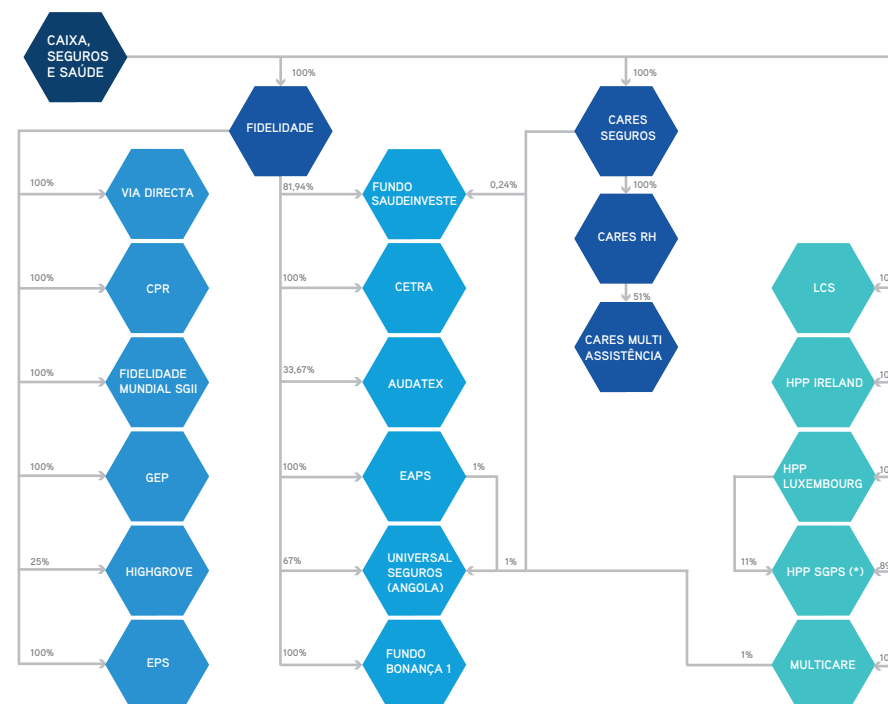 CAIXA,
SEGUROS
E SAÚDE
100%
100%
FIDELIDADE
CARES
SEGUROS
100%
VIA DIRECTA
81,94%
FUNDO
SAUDEINVESTE
0,24%
100%
CARES RH
100%
CPR
100%
CETRA
51%
LCS
CARES MULTI
ASSISTÊNCIA
100%
FIDELIDADE
MUNDIAL SGII
33,67%
AUDATEX
HPP IRELAND
100%
GEP
100%
EAPS
1%
HPP
LUXEMBOURG
25%
HIGHGROVE
67%
UNIVERSAL
SEGUROS
(ANGOLA)
1%
11%
HPP SGPS (*)
100%
EPS
100%
FUNDO
BONANÇA 1
1%
MULTICARE